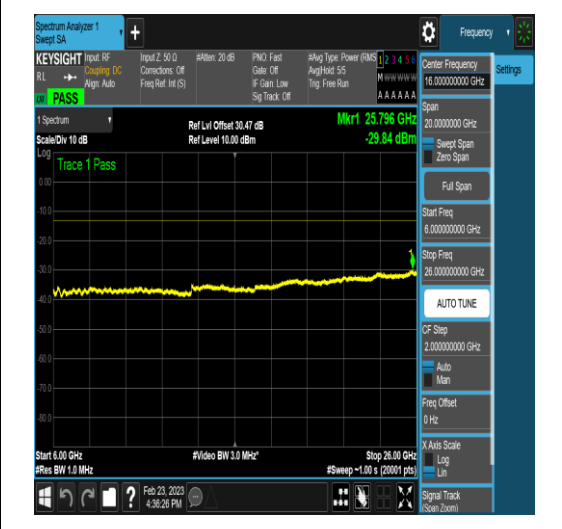 Spectrum Analyzer 1
Swept SA
+
Frequency
KEYSIGHT
RL
PASS
Input: RF
Coupling: DC
Align: Auto
Input Z: 50 Ω
Corrections: Off
Freq Ref: Int (S)
#Atten: 20 dB
PNO: Fast
Gate: Off
IF Gain: Low
Sig Track: Off
#Avg Type: Power (RMS
Avg|Hold: 5/5
Trig: Free Run
1 2 3 4 5 6
M W W W W W
A A A A A A
1 Spectrum
Scale/Div 10 dB
Ref Lvl Offset 30.47 dB
Ref Level 10.00 dBm
Mkr1 25.796 GHz
-29.84 dBm
Log
Trace 1 Pass
0.00
-10.0
-20.0
-30.0
-40.0
-50.0
-60.0
-70.0
-80.0
1
Start 6.00 GHz
#Res BW 1.0 MHz
#Video BW 3.0 MHz*
Stop 26.00 GHz
#Sweep ~1.00 s (20001 pts)
?
Feb 23, 2023
4:36:26 PM
Center Frequency
16.000000000 GHz
Settings
Span
20.0000000 GHz
Swept Span
Zero Span
Full Span
Start Freq
6.000000000 GHz
Stop Freq
26.000000000 GHz
AUTO TUNE
CF Step
2.000000000 GHz
Auto
Man
Freq Offset
0 Hz
X Axis Scale
Log
Lin
Signal Track
(Span Zoom)